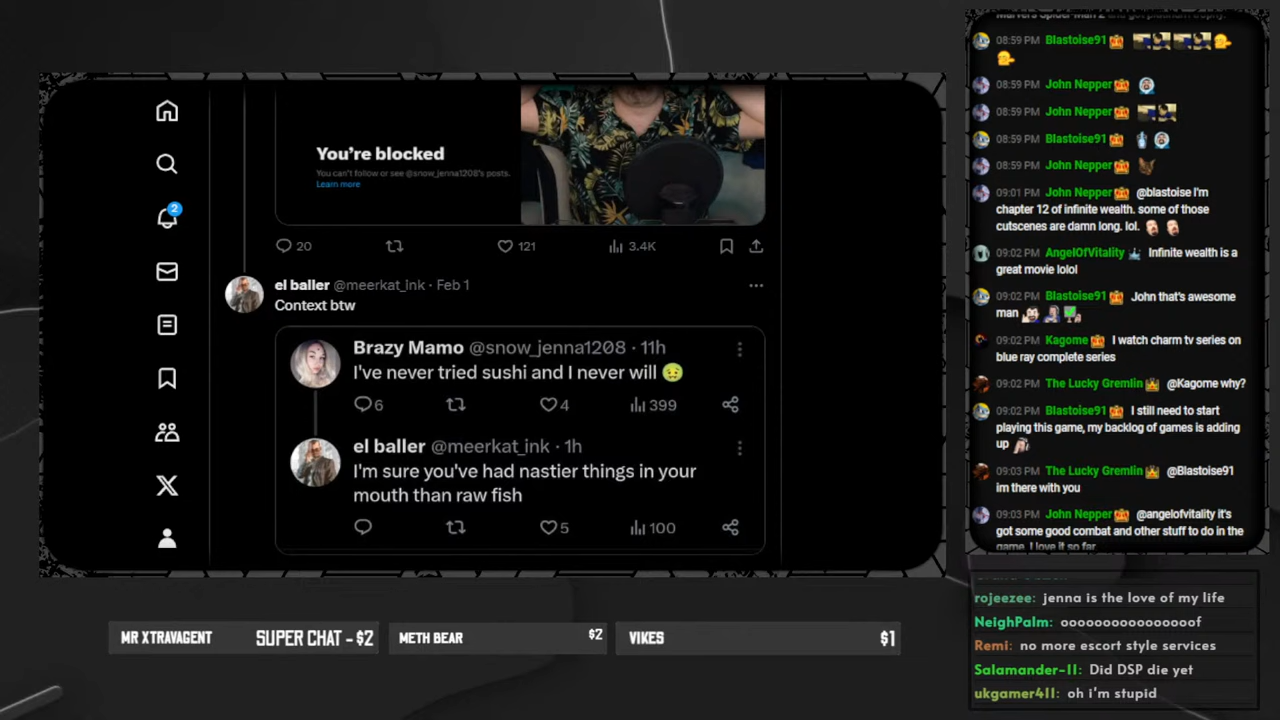 You're blocked
You can't follow or see @snow_jenna1208's posts.
Learn more
20
121
3.4K
2
el baller @meerkat_ink · Feb 1
Context btw
Brazy Mamo @snow_jenna1208 · 11h
I've never tried sushi and I never will
6
4
399
el baller @meerkat_ink · 1h
I'm sure you've had nastier things in your
mouth than raw fish
5
100
MR XTRAVAGENT SUPER CHAT - $2
METH BEAR $2
VIKES $1
Marvel's Spider-Man 2 and got platinum trophy.
08:59 PM Blastoise91
08:59 PM John Nepper
08:59 PM John Nepper
08:59 PM Blastoise91
08:59 PM John Nepper
09:01 PM John Nepper @blastoise I'm
chapter 12 of infinite wealth. some of those
cutscenes are damn long. lol.
09:02 PM AngelOfVitality Infinite wealth is a
great movie lolol
09:02 PM Blastoise91 John that's awesome
man
09:02 PM Kagome I watch charm tv series on
blue ray complete series
09:02 PM The Lucky Gremlin @Kagome why?
09:02 PM Blastoise91 I still need to start
playing this game, my backlog of games is adding
up
09:03 PM The Lucky Gremlin @Blastoise91
im there with you
09:03 PM John Nepper @angelofvitality it's
got some good combat and other stuff to do in the
game. I love it so far
rojeezee: jenna is the love of my life
NeighPalm: oooooooooooooooof
Remi: no more escort style services
Salamander-II: Did DSP die yet
ukgamer4II: oh i'm stupid